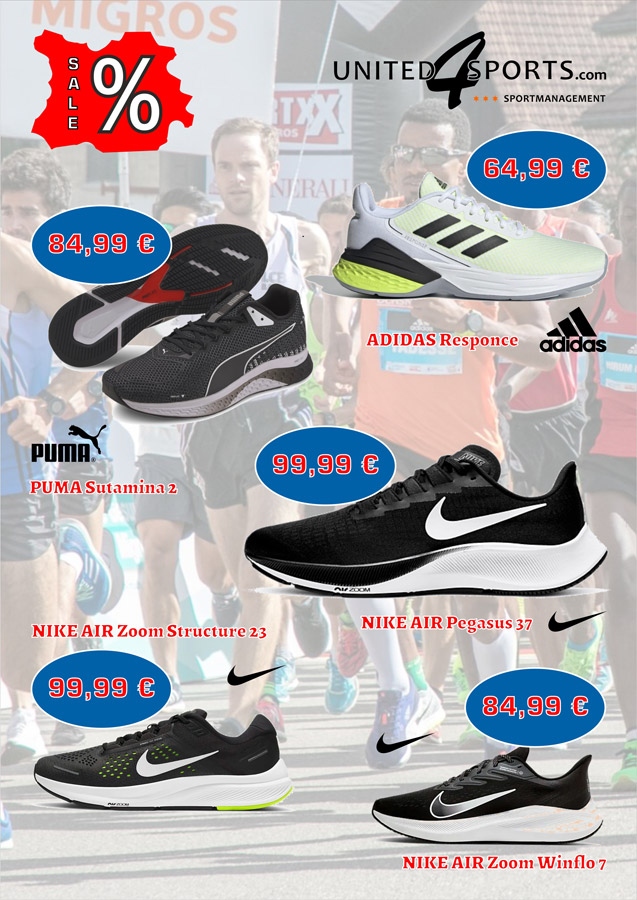 MIGROS
SALE
%
UNITED4SPORTS.com
SPORTMANAGEMENT
64,99 €
84,99 €
ADIDAS Responce
adidas
PUMA
PUMA Sutamina 2
99,99 €
NIKE AIR Pegasus 37
NIKE AIR Zoom Structure 23
99,99 €
84,99 €
ZOOM
NIKE AIR Zoom Winflo 7